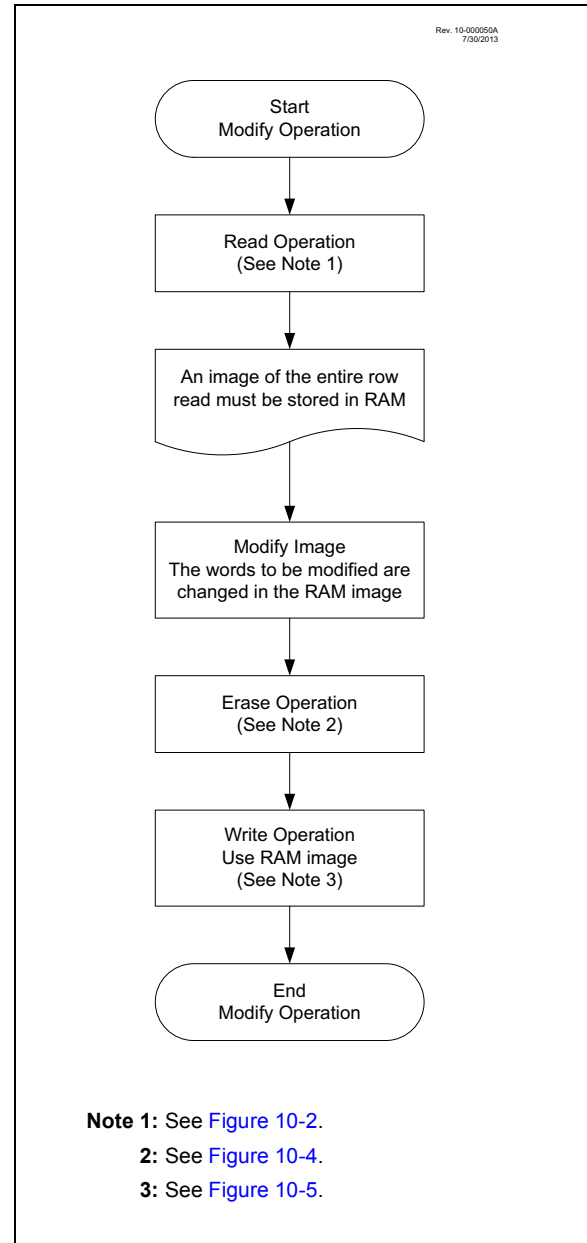 Rev. 10-000050A
7/30/2013
Start
Modify Operation
Read Operation
(See Note 1)
An image of the entire row
read must be stored in RAM
Modify Image
The words to be modified are
changed in the RAM image
Erase Operation
(See Note 2)
Write Operation
Use RAM image
(See Note 3)
End
Modify Operation
Note 1: See Figure 10-2.
2: See Figure 10-4.
3: See Figure 10-5.